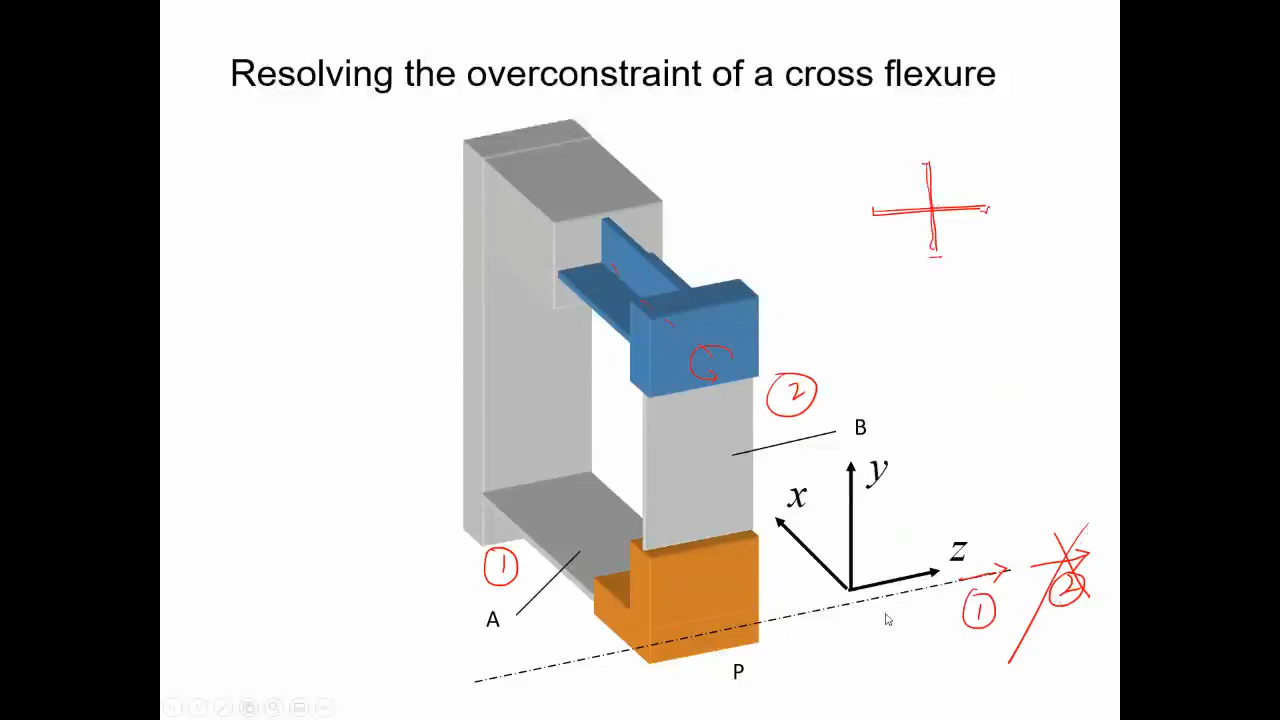 Resolving the overconstraint of a cross flexure
2
B
y
x
z
1
A
1
2
P